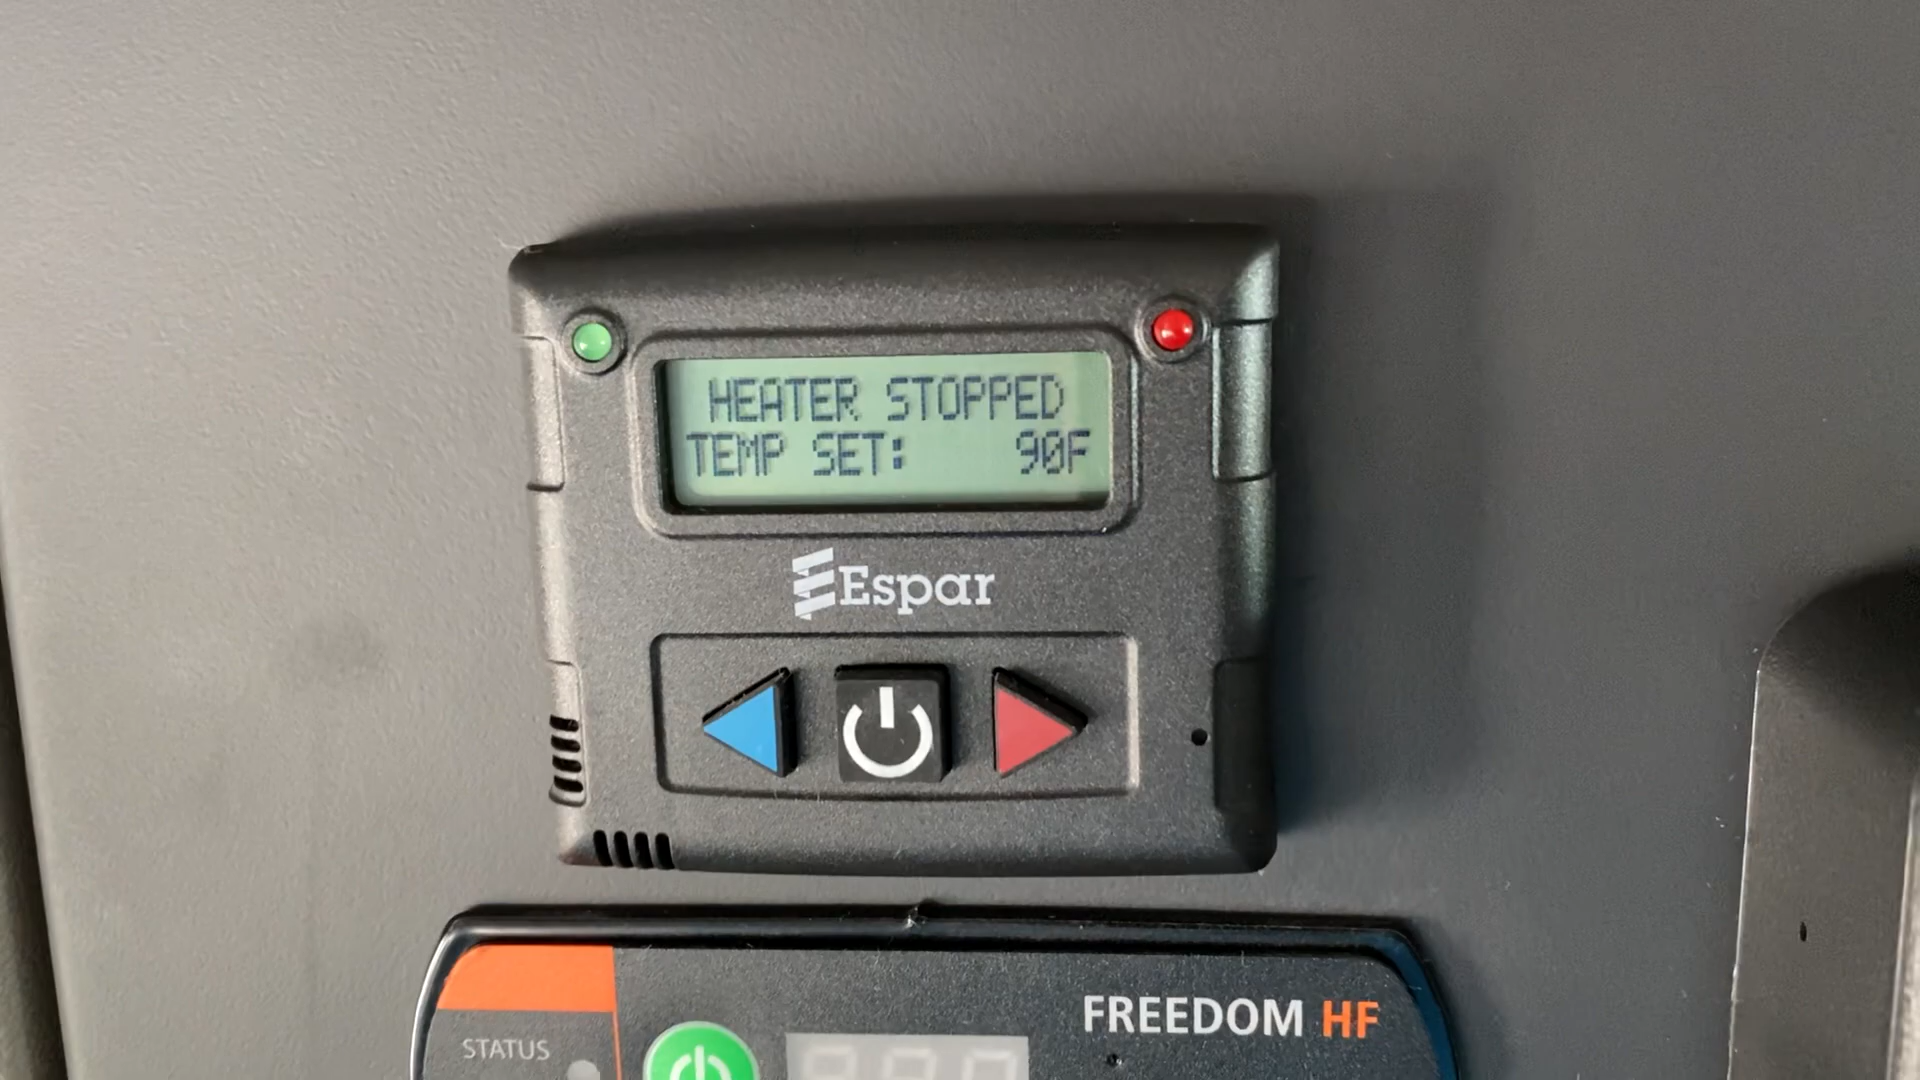 HEATER STOPPED
TEMP SET: 90F
Espar
FREEDOM HF
STATUS